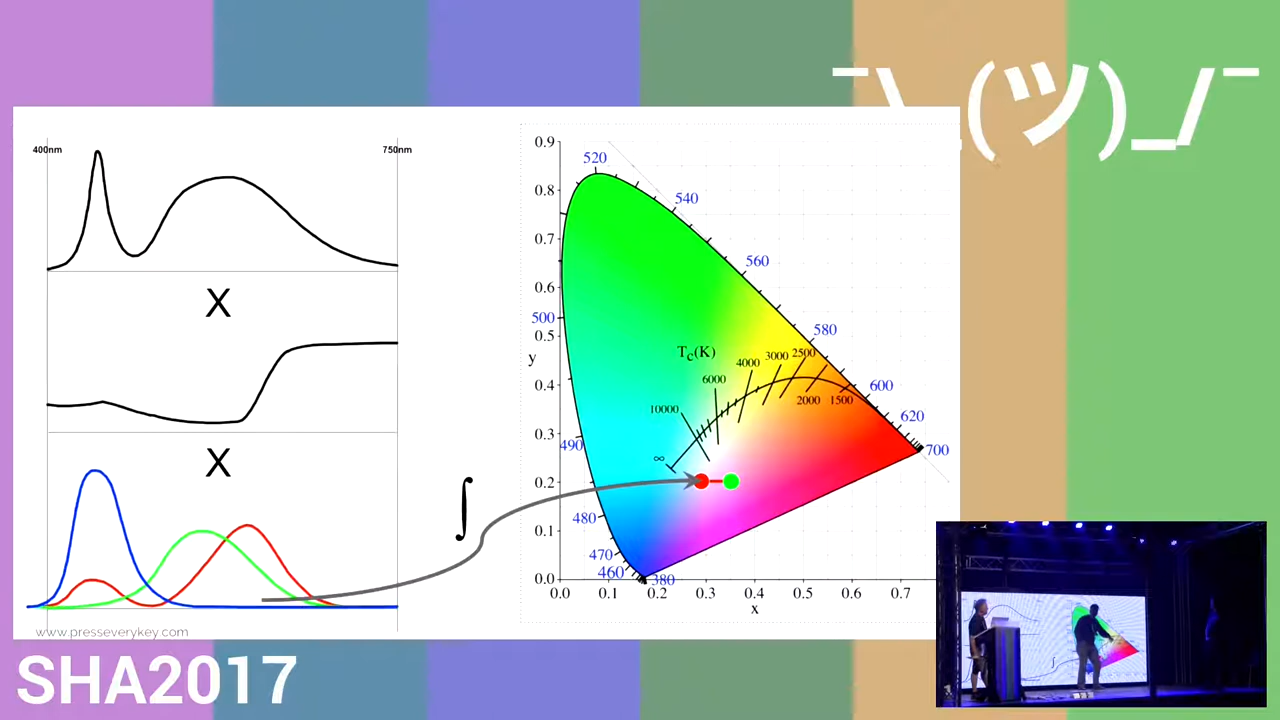 ¯\_(ツ)_/¯
400nm
750nm
X
X
∫
www.presseverykey.com
0.9
0.8
0.7
0.6
0.5
0.4
0.3
0.2
0.1
0.0
y
0.0 0.1 0.2 0.3 0.4 0.5 0.6 0.7
x
520
540
560
580
600
620
700
500
490
480
470
460
380
Tc(K)
∞
10000
6000
4000
3000
2500
2000
1500
SHA2017